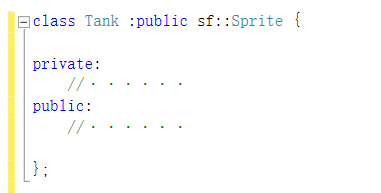 class Tank :public sf::Sprite {
private:
//······
public:
//······
};